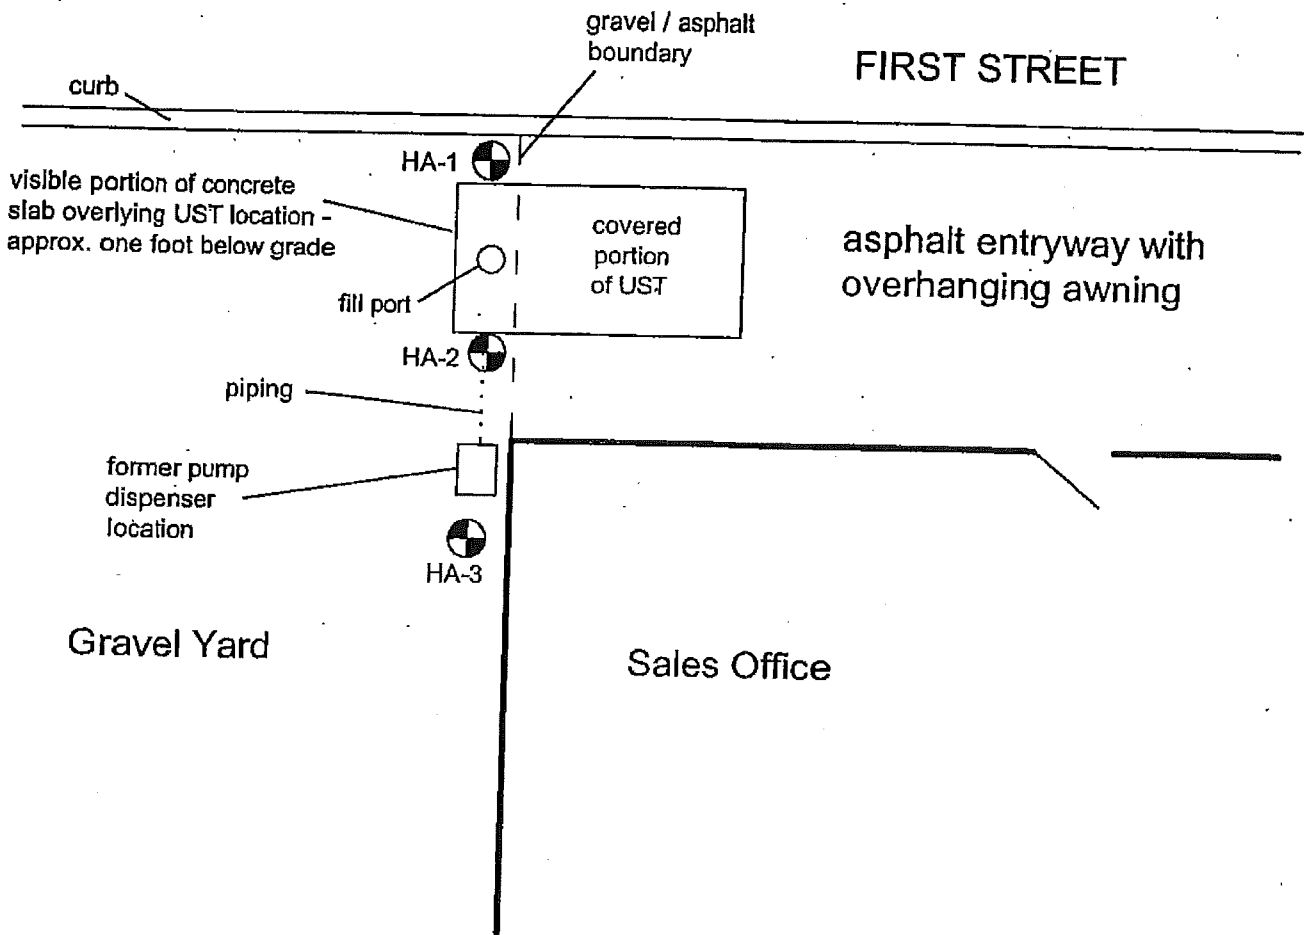 gravel / asphalt
boundary
FIRST STREET
curb
HA-1
visible portion of concrete
slab overlying UST location -
approx. one foot below grade
covered
portion
of UST
asphalt entryway with
overhanging awning
fill port
HA-2
piping
former pump
dispenser
location
HA-3
Gravel Yard
Sales Office